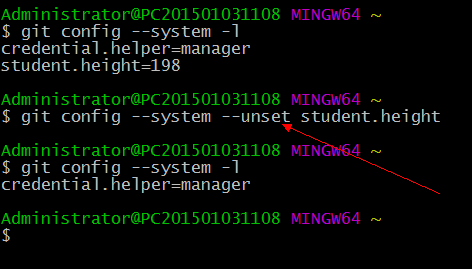 Administrator@PC201501031108 MINGW64 ~
$ git config --system -l
credential.helper=manager
student.height=198
Administrator@PC201501031108 MINGW64 ~
$ git config --system --unset student.height
Administrator@PC201501031108 MINGW64 ~
$ git config --system -l
credential.helper=manager
Administrator@PC201501031108 MINGW64 ~
$